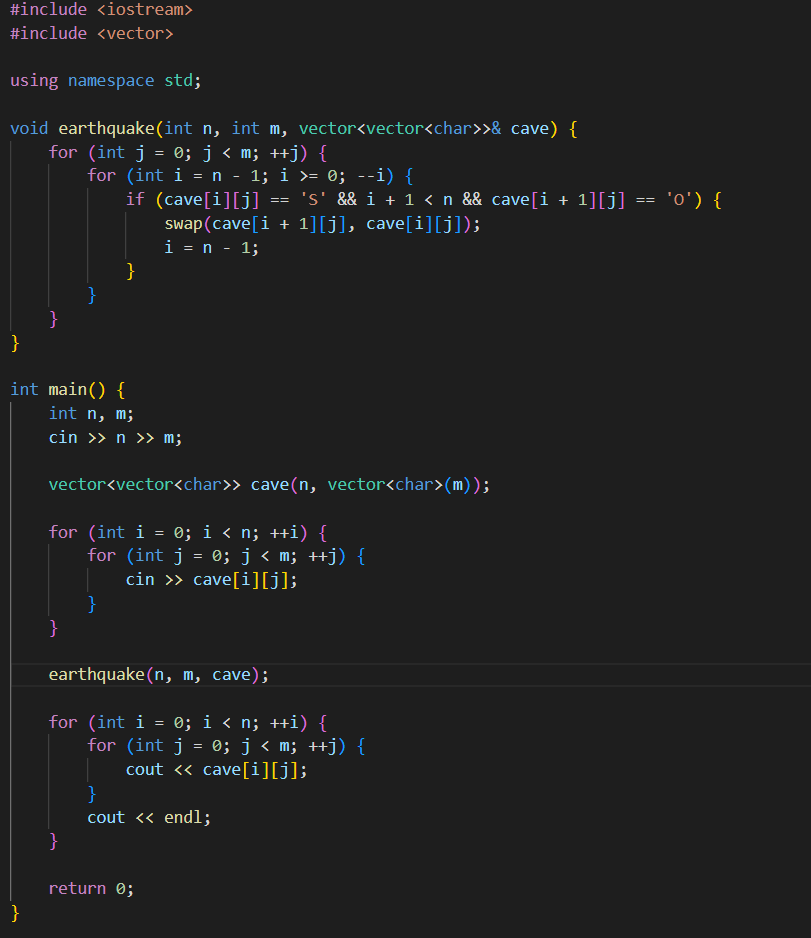 #include <iostream>
#include <vector>

using namespace std;

void earthquake(int n, int m, vector<vector<char>>& cave) {
    for (int j = 0; j < m; ++j) {
        for (int i = n - 1; i >= 0; --i) {
            if (cave[i][j] == 'S' && i + 1 < n && cave[i + 1][j] == 'O') {
                swap(cave[i + 1][j], cave[i][j]);
                i = n - 1;
            }
        }
    }
}

int main() {
    int n, m;
    cin >> n >> m;

    vector<vector<char>> cave(n, vector<char>(m));

    for (int i = 0; i < n; ++i) {
        for (int j = 0; j < m; ++j) {
            cin >> cave[i][j];
        }
    }

    earthquake(n, m, cave);

    for (int i = 0; i < n; ++i) {
        for (int j = 0; j < m; ++j) {
            cout << cave[i][j];
        }
        cout << endl;
    }

    return 0;
}